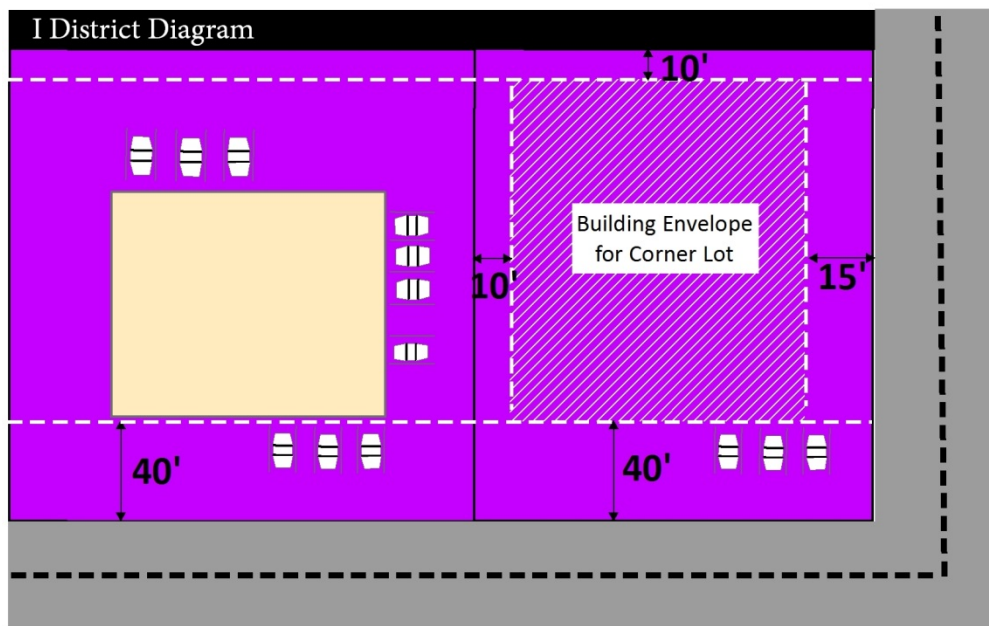 I District Diagram
10'
Building Envelope
for Corner Lot
10'
15'
40'
40'